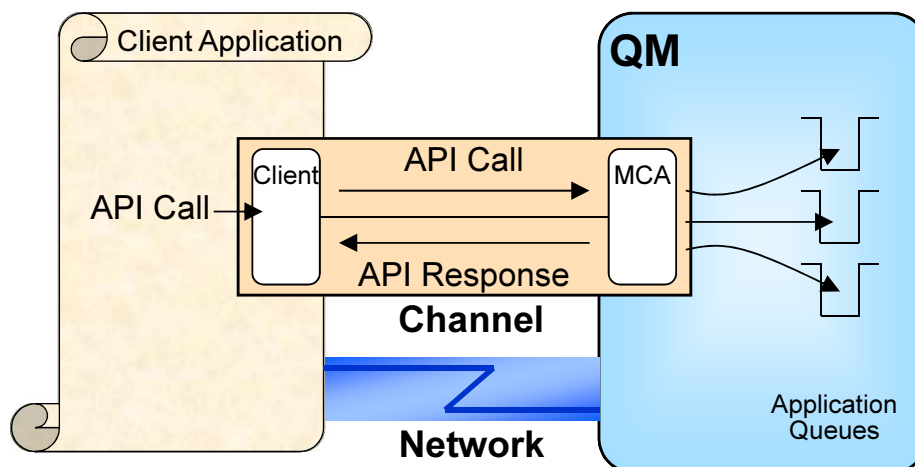 Client Application
QM
API Call
Client
API Call
MCA
API Response
Channel
Network
Application
Queues